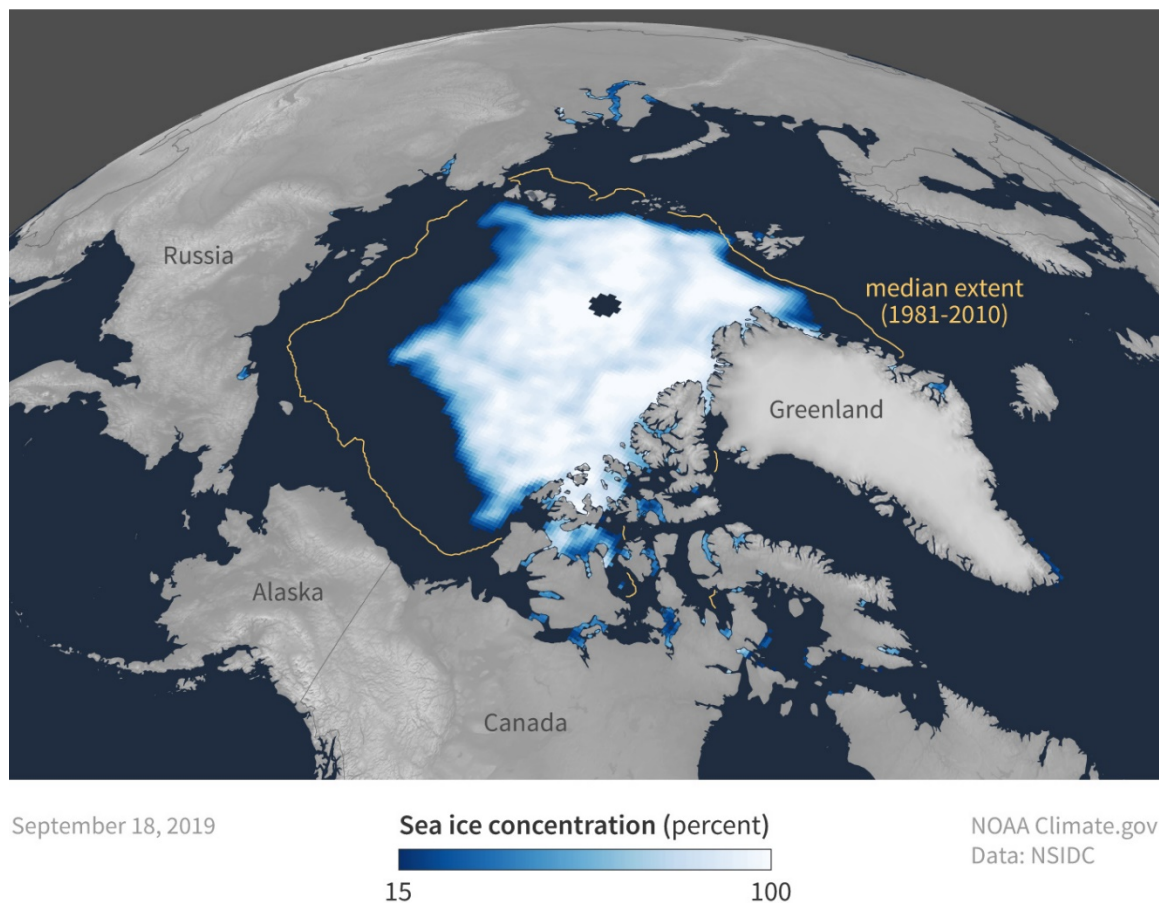 Russia
median extent
(1981-2010)
Greenland
Alaska
Canada
September 18, 2019
Sea ice concentration (percent)
15 100
NOAA Climate.gov
Data: NSIDC